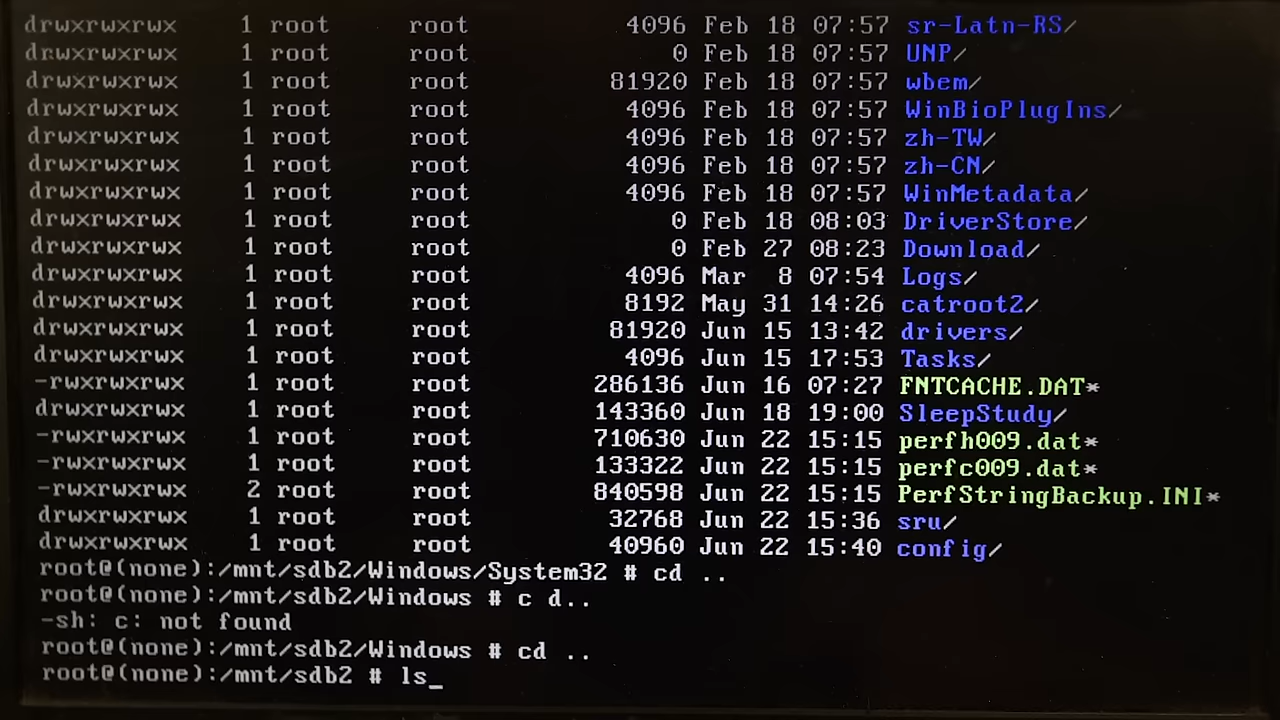 drwxrwxrwx 1 root root 4096 Feb 18 07:57 sr-Latn-RS/
drwxrwxrwx 1 root root 0 Feb 18 07:57 UNP/
drwxrwxrwx 1 root root 81920 Feb 18 07:57 wbem/
drwxrwxrwx 1 root root 4096 Feb 18 07:57 WinBioPlugIns/
drwxrwxrwx 1 root root 4096 Feb 18 07:57 zh-TW/
drwxrwxrwx 1 root root 4096 Feb 18 07:57 zh-CN/
drwxrwxrwx 1 root root 4096 Feb 18 07:57 WinMetadata/
drwxrwxrwx 1 root root 0 Feb 18 08:03 DriverStore/
drwxrwxrwx 1 root root 0 Feb 27 08:23 Download/
drwxrwxrwx 1 root root 4096 Mar 8 07:54 Logs/
drwxrwxrwx 1 root root 8192 May 31 14:26 catroot2/
drwxrwxrwx 1 root root 81920 Jun 15 13:42 drivers/
drwxrwxrwx 1 root root 4096 Jun 15 17:53 Tasks/
-rwxrwxrwx 1 root root 286136 Jun 16 07:27 FNTCACHE.DAT*
drwxrwxrwx 1 root root 143360 Jun 18 19:00 SleepStudy/
-rwxrwxrwx 1 root root 710630 Jun 22 15:15 perfh009.dat*
-rwxrwxrwx 1 root root 133322 Jun 22 15:15 perfc009.dat*
-rwxrwxrwx 2 root root 840598 Jun 22 15:15 PerfStringBackup.INI*
drwxrwxrwx 1 root root 32768 Jun 22 15:36 sru/
drwxrwxrwx 1 root root 40960 Jun 22 15:40 config/
root@(none):/mnt/sdb2/Windows/System32 # cd ..
root@(none):/mnt/sdb2/Windows # c d..
-sh: c: not found
root@(none):/mnt/sdb2/Windows # cd ..
root@(none):/mnt/sdb2 # ls_